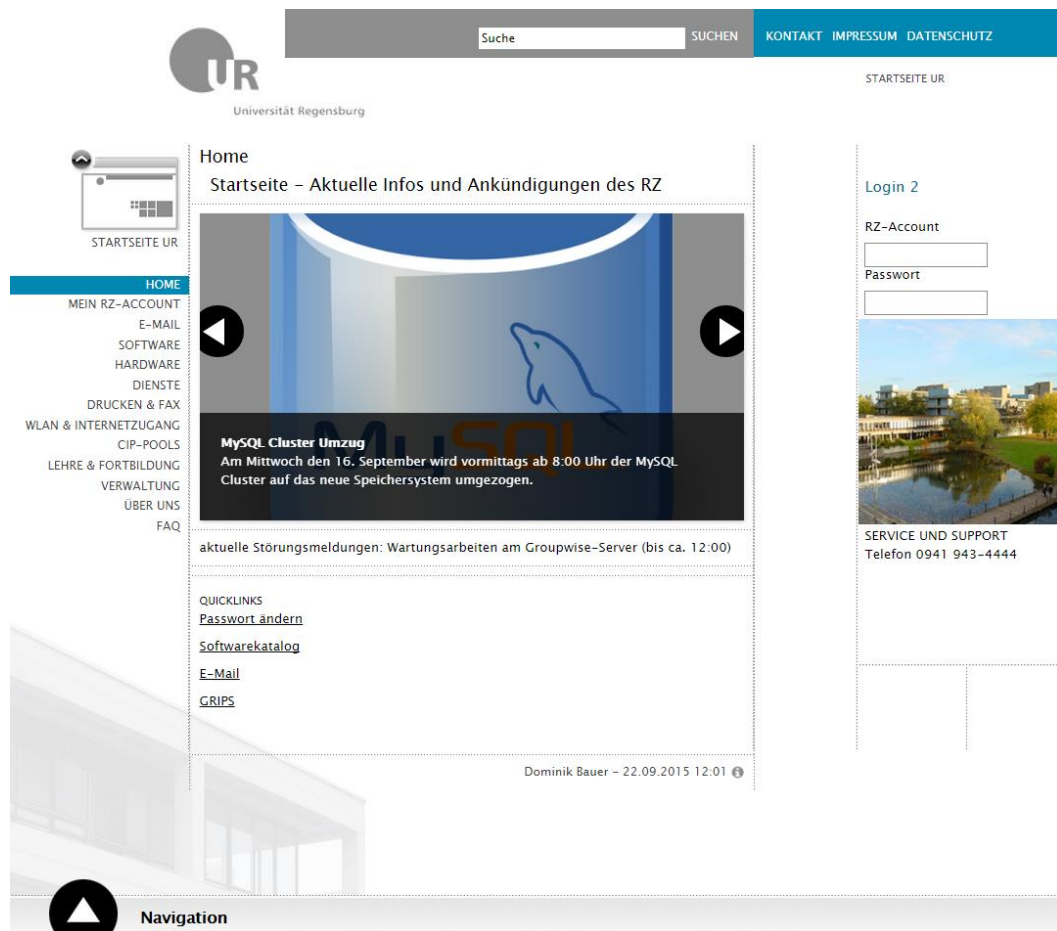 Suche
SUCHEN
KONTAKT IMPRESSUM DATENSCHUTZ
UR
Universität Regensburg
STARTSEITE UR
STARTSEITE UR
HOME
MEIN RZ-ACCOUNT
E-MAIL
SOFTWARE
HARDWARE
DIENSTE
DRUCKEN & FAX
WLAN & INTERNETZUGANG
CIP-POOLS
LEHRE & FORTBILDUNG
VERWALTUNG
ÜBER UNS
FAQ
Home
Startseite - Aktuelle Infos und Ankündigungen des RZ
MySQL
MySQL Cluster Umzug
Am Mittwoch den 16. September wird vormittags ab 8:00 Uhr der MySQL
Cluster auf das neue Speichersystem umgezogen.
aktuelle Störungsmeldungen: Wartungsarbeiten am Groupwise-Server (bis ca. 12:00)
QUICKLINKS
Passwort ändern
Softwarekatalog
E-Mail
GRIPS
Dominik Bauer - 22.09.2015 12:01
Login 2
RZ-Account
Passwort
SERVICE UND SUPPORT
Telefon 0941 943-4444
Navigation